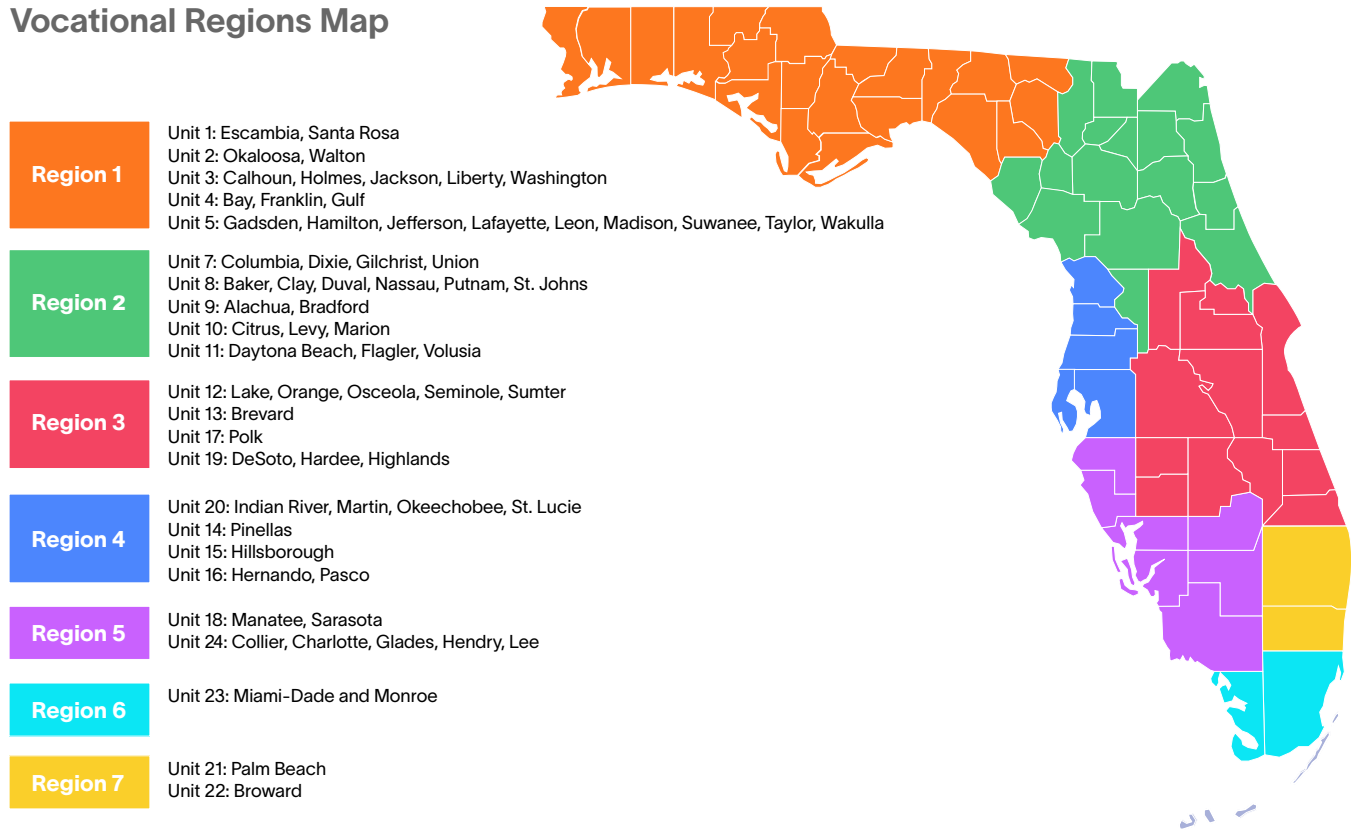 Vocational Regions Map
Region 1
Unit 1: Escambia, Santa Rosa
Unit 2: Okaloosa, Walton
Unit 3: Calhoun, Holmes, Jackson, Liberty, Washington
Unit 4: Bay, Franklin, Gulf
Unit 5: Gadsden, Hamilton, Jefferson, Lafayette, Leon, Madison, Suwanee, Taylor, Wakulla
Region 2
Unit 7: Columbia, Dixie, Gilchrist, Union
Unit 8: Baker, Clay, Duval, Nassau, Putnam, St. Johns
Unit 9: Alachua, Bradford
Unit 10: Citrus, Levy, Marion
Unit 11: Daytona Beach, Flagler, Volusia
Region 3
Unit 12: Lake, Orange, Osceola, Seminole, Sumter
Unit 13: Brevard
Unit 17: Polk
Unit 19: DeSoto, Hardee, Highlands
Region 4
Unit 20: Indian River, Martin, Okeechobee, St. Lucie
Unit 14: Pinellas
Unit 15: Hillsborough
Unit 16: Hernando, Pasco
Region 5
Unit 18: Manatee, Sarasota
Unit 24: Collier, Charlotte, Glades, Hendry, Lee
Region 6
Unit 23: Miami-Dade and Monroe
Region 7
Unit 21: Palm Beach
Unit 22: Broward